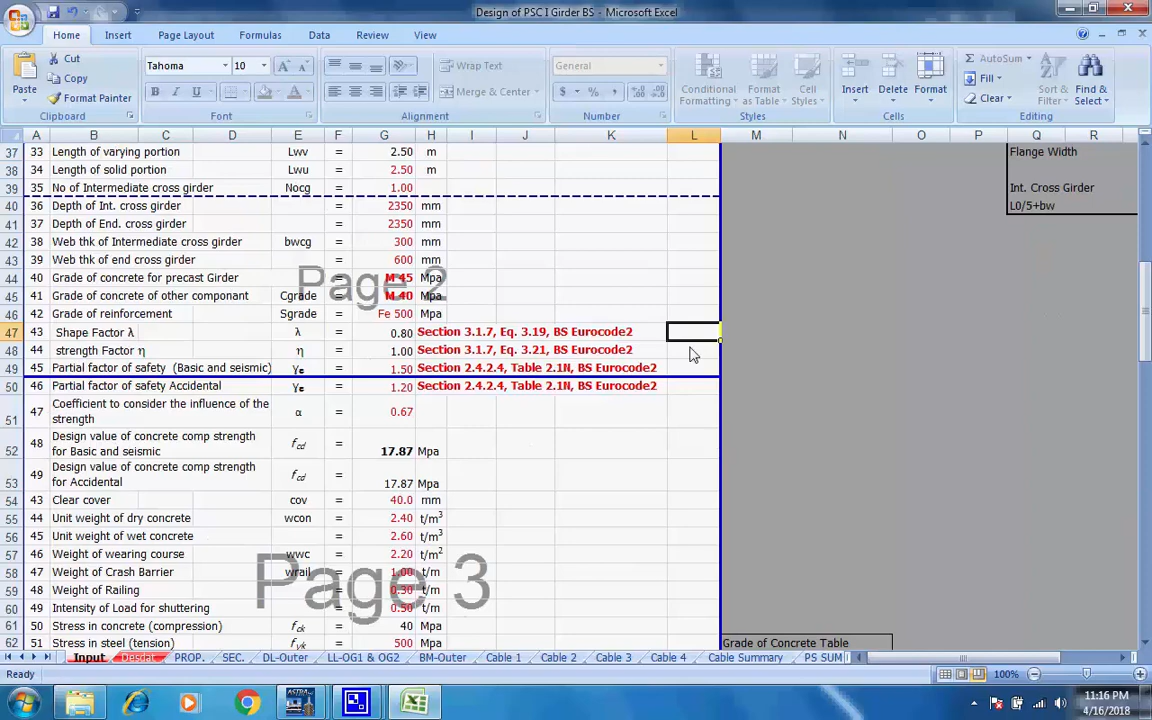 Design of PSC I Girder BS - Microsoft Excel
Home Insert Page Layout Formulas Data Review View
Paste Cut Copy Format Painter Clipboard
Tahoma 10 B I U Font
Wrap Text Merge & Center Alignment
General $ % , Number
Conditional Formatting Format as Table Cell Styles Styles
Insert Delete Format Cells
Σ AutoSum Fill Clear Sort & Filter Find & Select Editing
A B C D E F G H I J K L M N O P Q R
37 33 Length of varying portion Lwv = 2.50 m Flange Width
38 34 Length of solid portion Lwu = 2.50 m
39 35 No of Intermediate cross girder Nocg = 1.00 Int. Cross Girder
40 36 Depth of Int. cross girder = 2350 mm L0/5+bw
41 37 Depth of End. cross girder = 2350 mm
42 38 Web thk of Intermediate cross girder bwcg = 300 mm
43 39 Web thk of end cross girder = 600 mm
44 40 Grade of concrete for precast Girder = M 45 Mpa
Page 2
45 41 Grade of concrete of other componant Cgrade = M 40 Mpa
46 42 Grade of reinforcement Sgrade = Fe 500 Mpa
47 43 Shape Factor λ λ = 0.80 Section 3.1.7, Eq. 3.19, BS Eurocode2
48 44 strength Factor η η = 1.00 Section 3.1.7, Eq. 3.21, BS Eurocode2
49 45 Partial factor of safety (Basic and seismic) γc = 1.50 Section 2.4.2.4, Table 2.1N, BS Eurocode2
50 46 Partial factor of safety Accidental γc = 1.20 Section 2.4.2.4, Table 2.1N, BS Eurocode2
51 47 Coefficient to consider the influence of the strength α = 0.67
52 48 Design value of concrete comp strength for Basic and seismic fcd = 17.87 Mpa
53 49 Design value of concrete comp strength for Accidental fcd = 17.87 Mpa
54 43 Clear cover cov = 40.0 mm
55 44 Unit weight of dry concrete wcon = 2.40 t/m3
56 45 Unit weight of wet concrete = 2.60 t/m3
57 46 Weight of wearing course wwc = 2.20 t/m2
58 47 Weight of Crash Barrier wrail = 1.00 t/m
Page 3
59 48 Weight of Railing = 0.30 t/m
60 49 Intensity of Load for shuttering = 0.50 t/m
61 50 Stress in concrete (compression) fck = 40 Mpa
62 51 Stress in steel (tension) fyk = 500 Mpa Grade of Concrete Table
Input Desdat PROP. SEC. DL-Outer LL-OG1 & OG2 BM-Outer Cable 1 Cable 2 Cable 3 Cable 4 Cable Summary PS SUM
Ready 100%
ASTRA
11:16 PM
4/16/2018